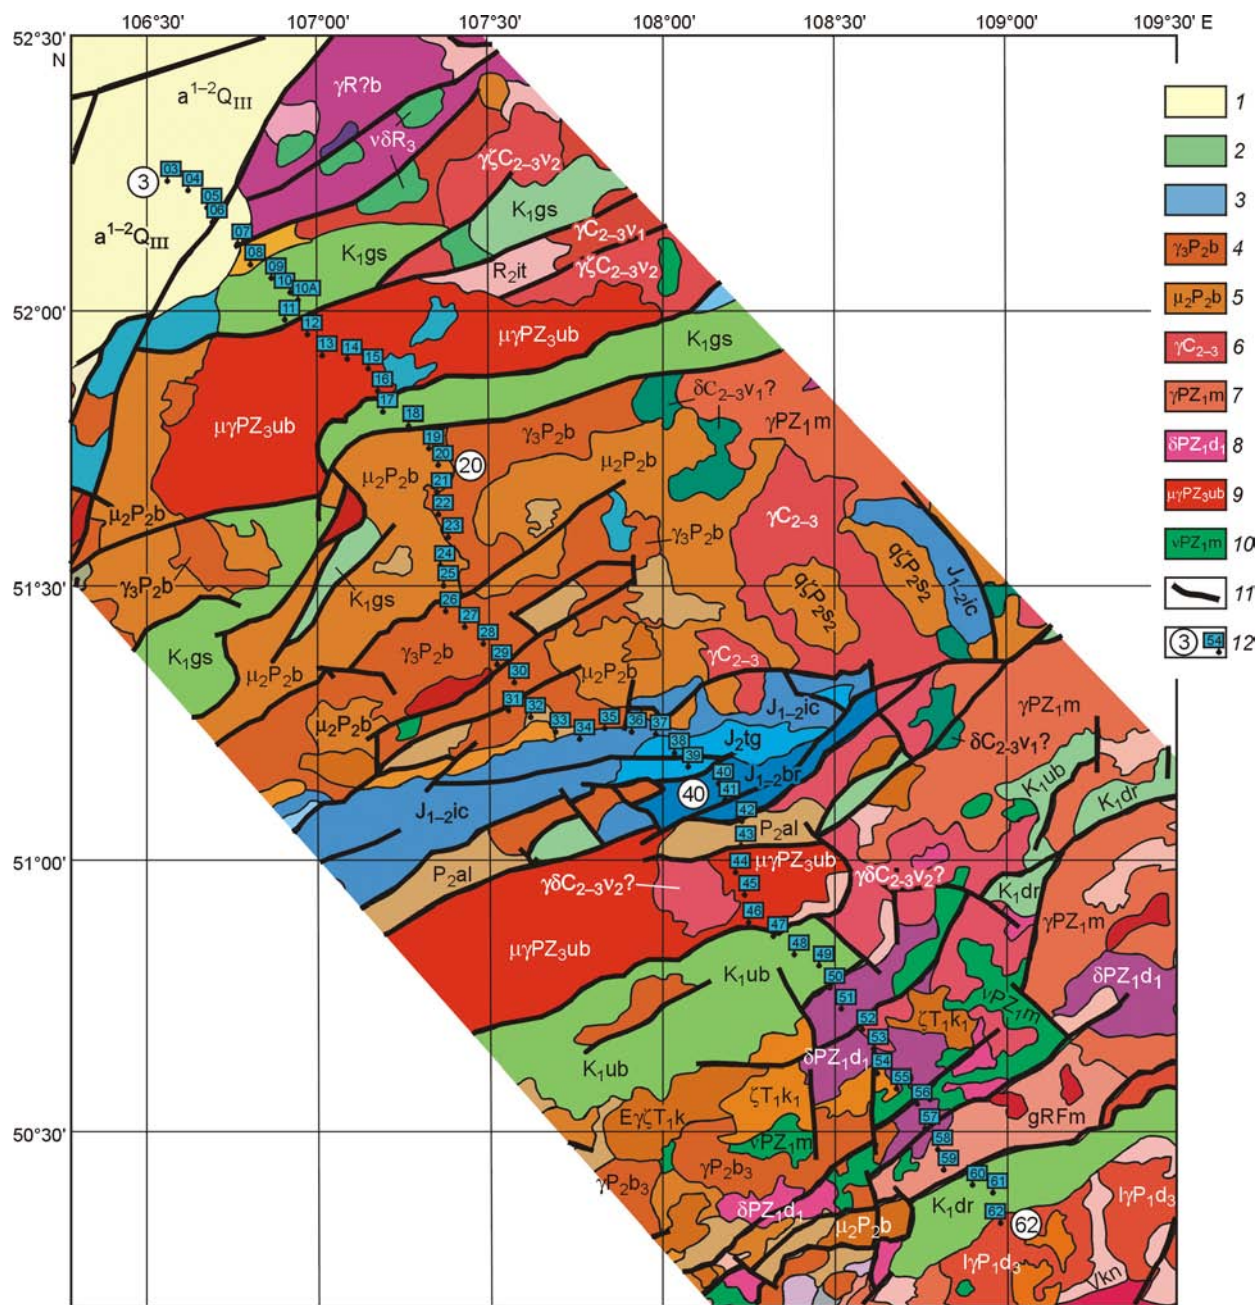 106°30' 107°00' 107°30' 108°00' 108°30' 109°00' 109°30' E
52°30'
N
52°00'
51°30'
51°00'
50°30'
a¹⁻²Q_III
γR?b
νδR₃
γζC₂₋₃ν₂
K₁gs
γC₂₋₃ν₁
R₂it
γζC₂₋₃ν₂
a¹⁻²Q_III
K₁gs
μγPZ₃ub
K₁gs
δC₂₋₃ν₁?
γPZ₁m
μγPZ₃ub
γ₃P₂b
μ₂P₂b
μ₂P₂b
γC₂₋₃
μ₂P₂b
γ₃P₂b
qζP₂s₂
J₁₋₂ic
γ₃P₂b
K₁gs
qζP₂s₂
K₁gs
μ₂P₂b
γ₃P₂b
μ₂P₂b
γC₂₋₃
μ₂P₂b
J₁₋₂ic
γPZ₁m
J₂tg
δC₂₋₃ν₁?
J₁₋₂br
K₁ub
K₁dr
J₁₋₂ic
P₂al
P₂al
μγPZ₃ub
γδC₂₋₃ν₂?
γδC₂₋₃ν₂?
K₁dr
γPZ₁m
μγPZ₃ub
K₁ub
δPZ₁d₁
νPZ₁m
ζT₁k₁
K₁ub
δPZ₁d₁
ζT₁k₁
EγζT₁k
νPZ₁m
gRFm
γP₂b₃
γP₂b₃
δPZ₁d₁
K₁dr
lγP₁d₃
μ₂P₂b
lγP₁d₃
Vkn
3
03
04
05
06
07
08
09
10
10A
11
12
13
14
15
16
17
18
19
20
20
21
22
23
24
25
26
27
28
29
30
31
32
33
34
35
36
37
38
39
40
40
41
42
43
44
45
46
47
48
49
50
51
52
53
54
55
56
57
58
59
60
61
62
62
1
2
3
γ₃P₂b 4
μ₂P₂b 5
γC₂₋₃ 6
γPZ₁m 7
δPZ₁d₁ 8
μγPZ₃ub 9
νPZ₁m 10
11
3 54 12